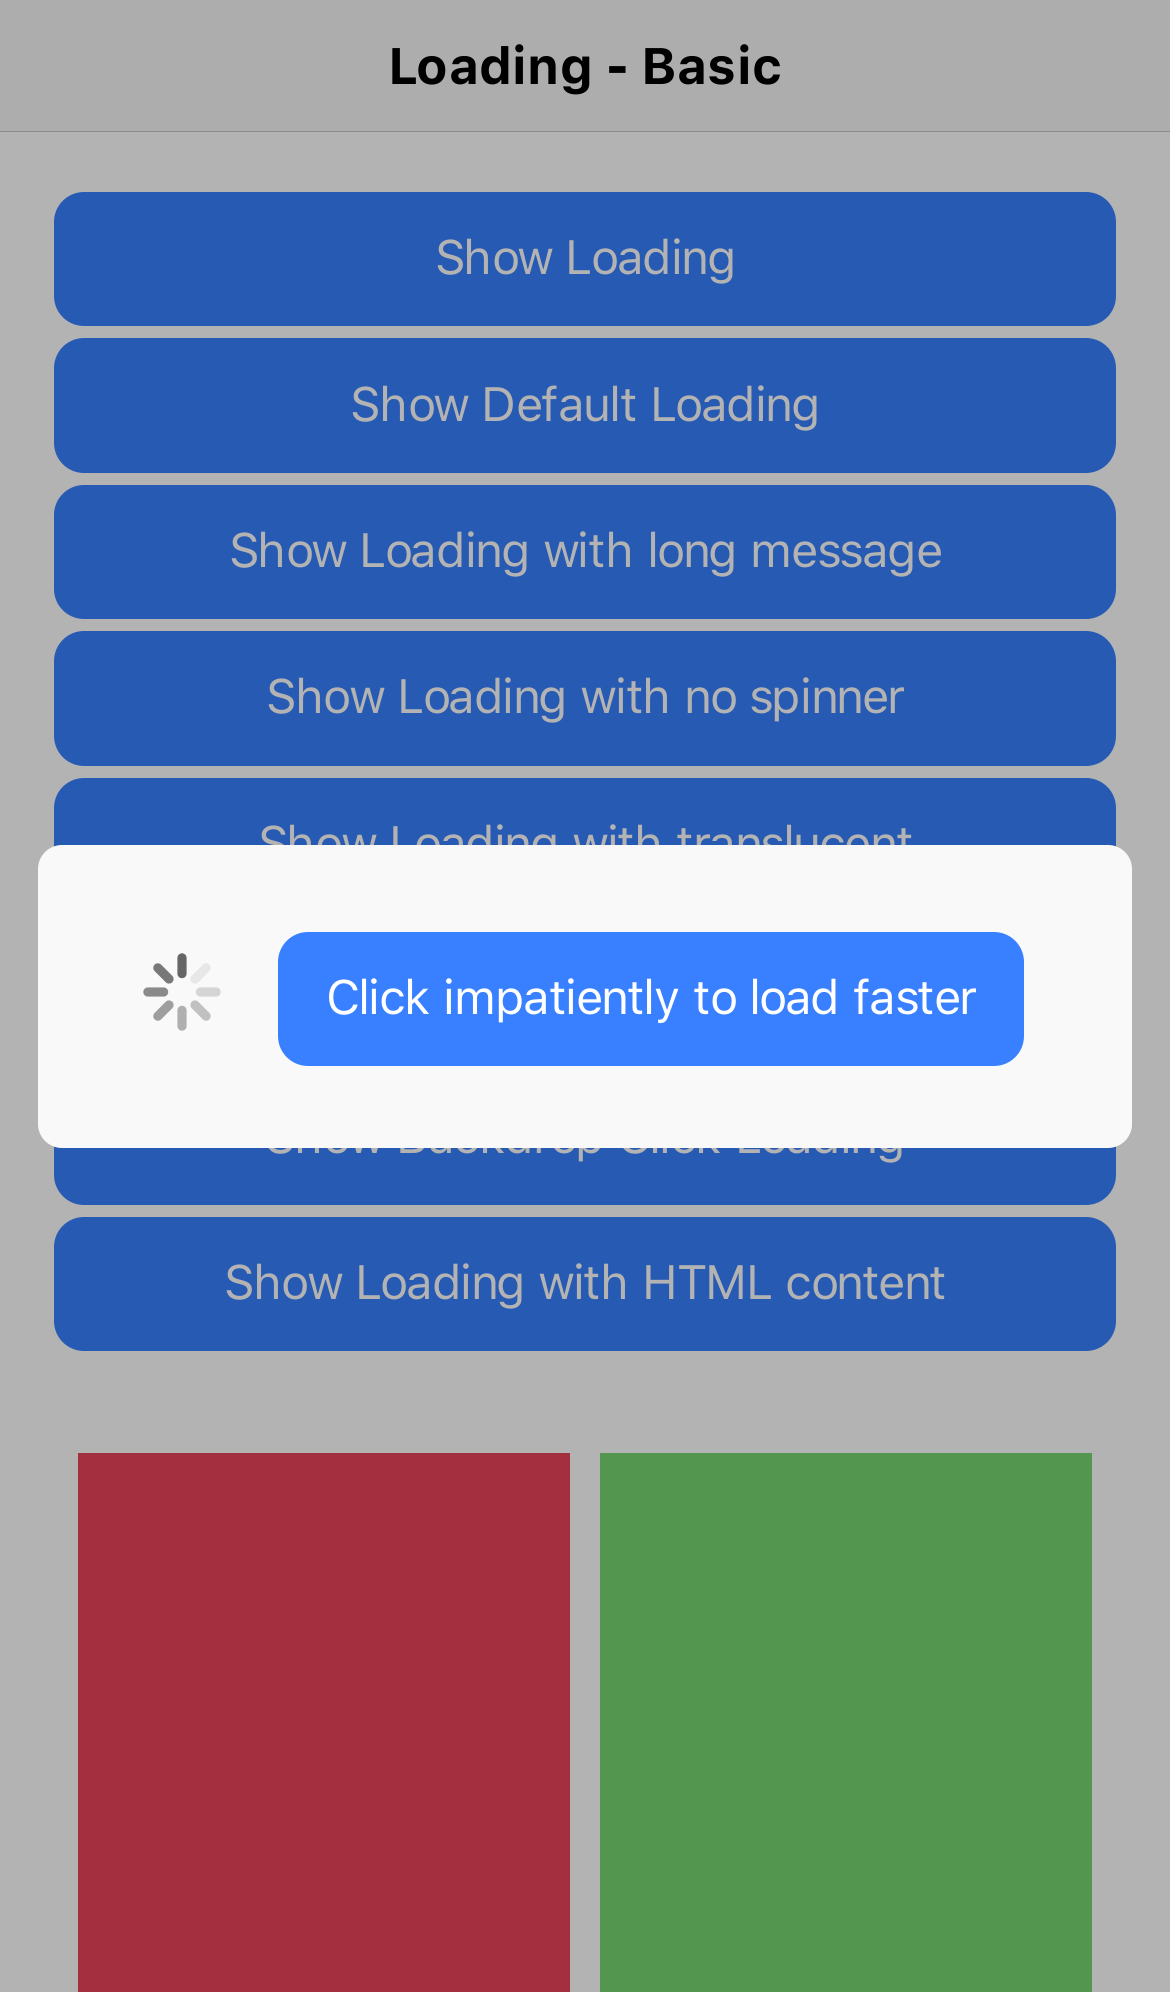 Loading - Basic
Show Loading
Show Default Loading
Show Loading with long message
Show Loading with no spinner
Show Loading with translucent
Click impatiently to load faster
Show Backdrop Click Loading
Show Loading with HTML content